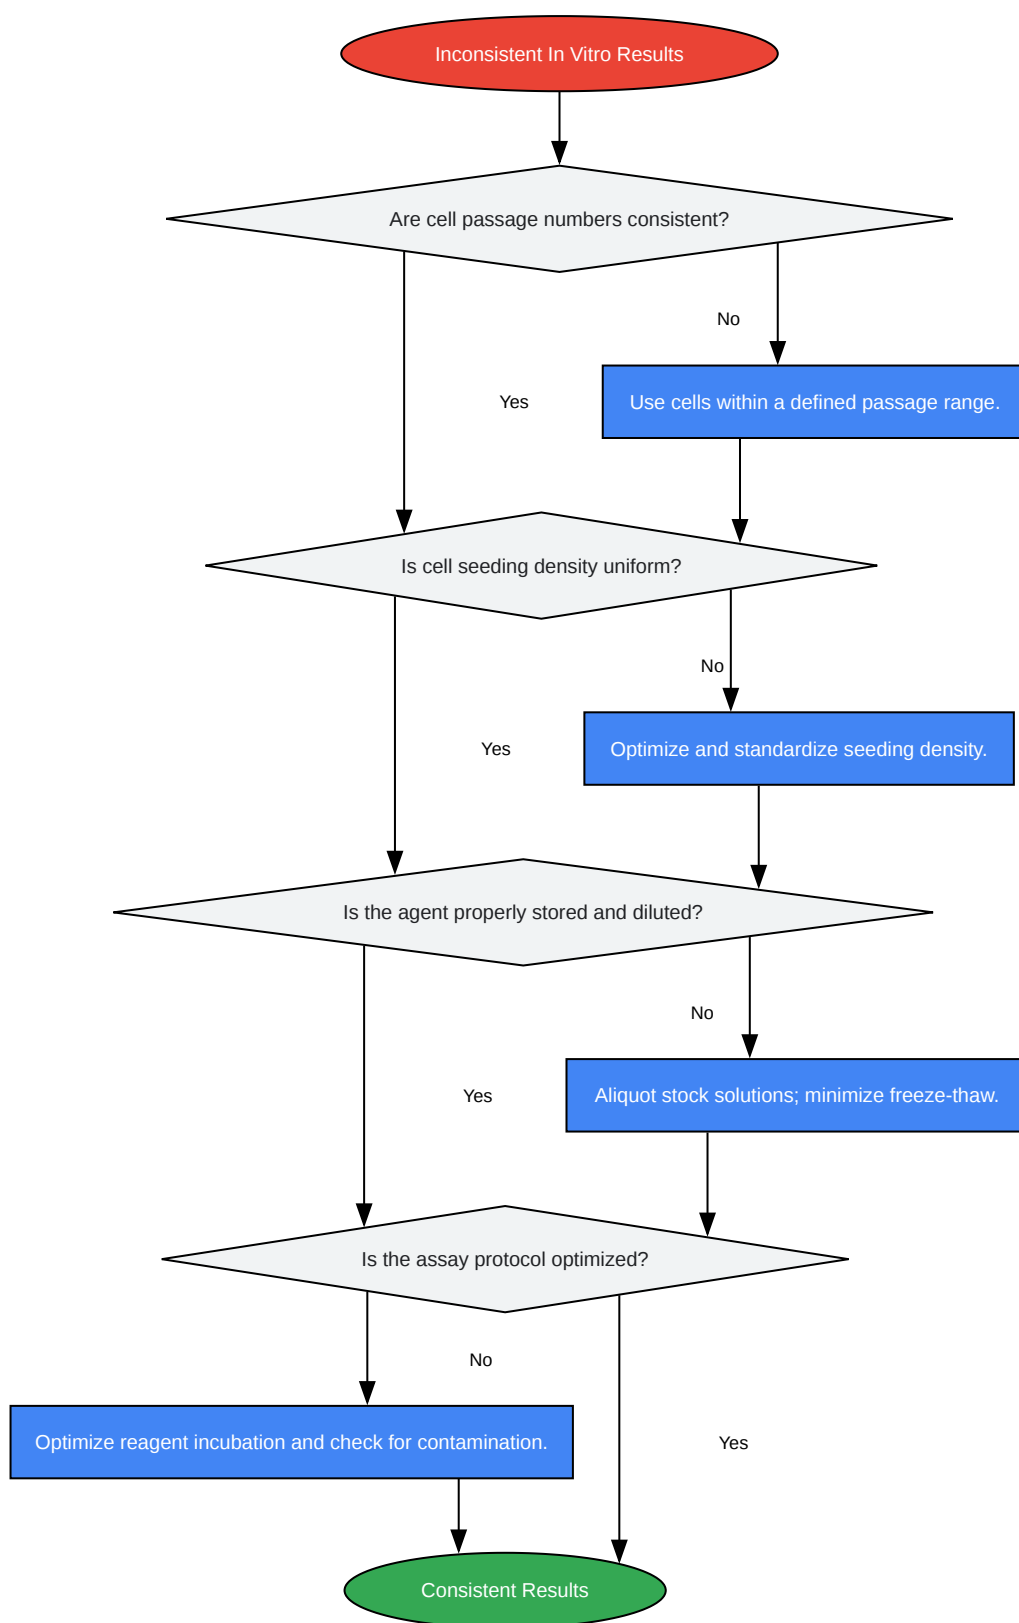 Inconsistent In Vitro Results
Are cell passage numbers consistent?
No
Yes
Use cells within a defined passage range.
Is cell seeding density uniform?
No
Yes
Optimize and standardize seeding density.
Is the agent properly stored and diluted?
No
Yes
Aliquot stock solutions; minimize freeze-thaw.
Is the assay protocol optimized?
No
Optimize reagent incubation and check for contamination.
Yes
Consistent Results